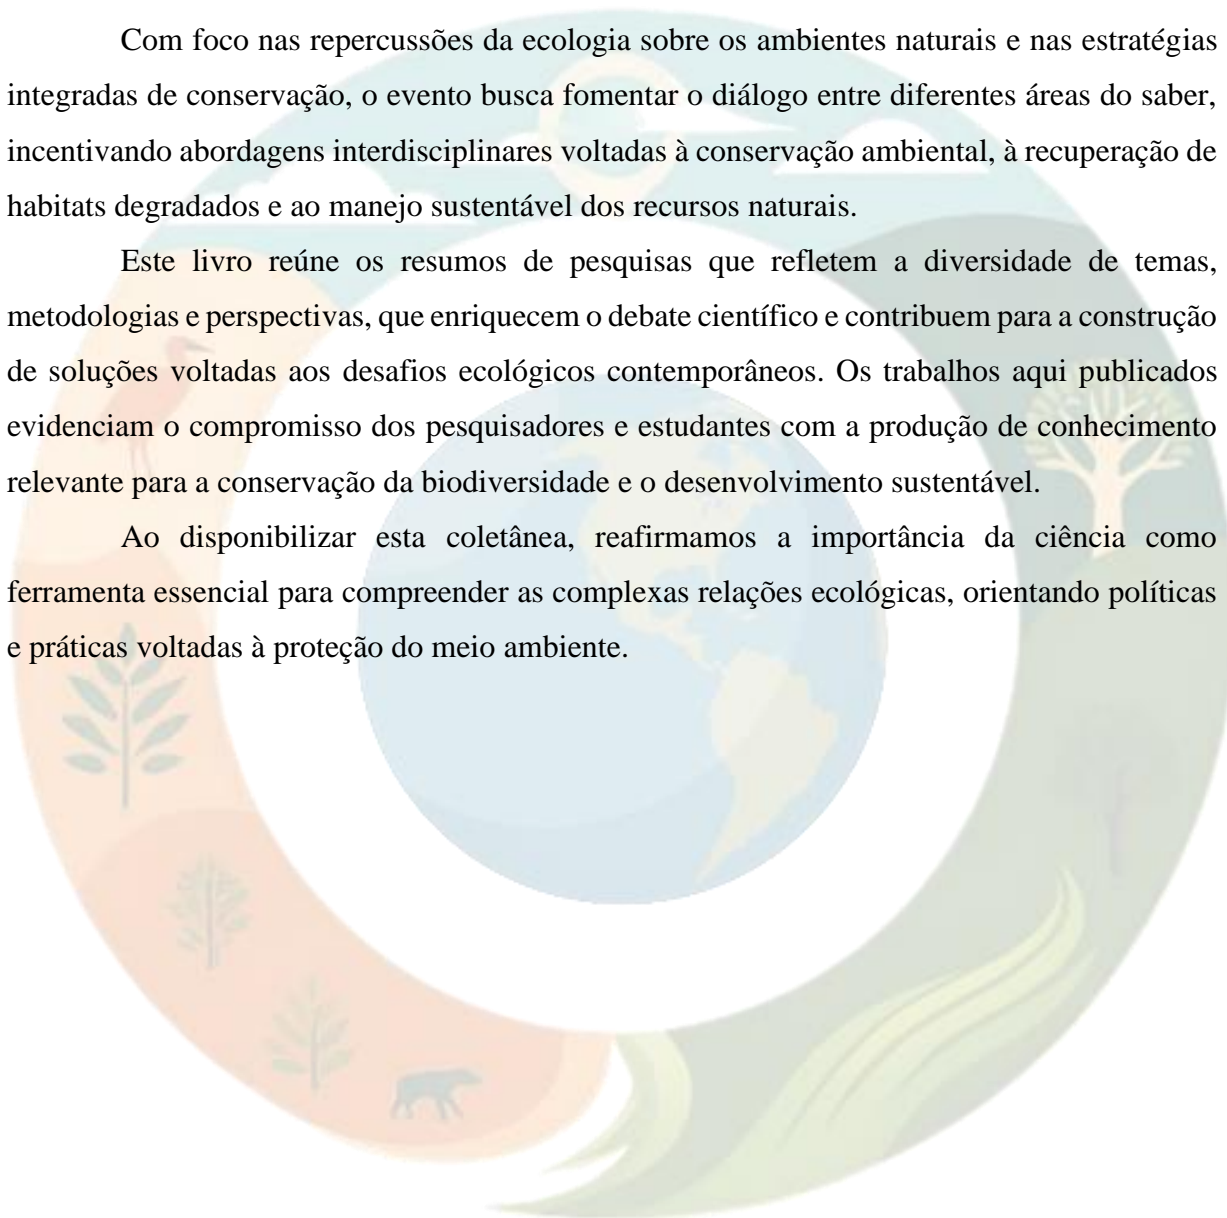 Com foco nas repercussões da ecologia sobre os ambientes naturais e nas estratégias
integradas de conservação, o evento busca fomentar o diálogo entre diferentes áreas do saber,
incentivando abordagens interdisciplinares voltadas à conservação ambiental, à recuperação de
habitats degradados e ao manejo sustentável dos recursos naturais.
Este livro reúne os resumos de pesquisas que refletem a diversidade de temas,
metodologias e perspectivas, que enriquecem o debate científico e contribuem para a construção
de soluções voltadas aos desafios ecológicos contemporâneos. Os trabalhos aqui publicados
evidenciam o compromisso dos pesquisadores e estudantes com a produção de conhecimento
relevante para a conservação da biodiversidade e o desenvolvimento sustentável.
Ao disponibilizar esta coletânea, reafirmamos a importância da ciência como
ferramenta essencial para compreender as complexas relações ecológicas, orientando políticas
e práticas voltadas à proteção do meio ambiente.